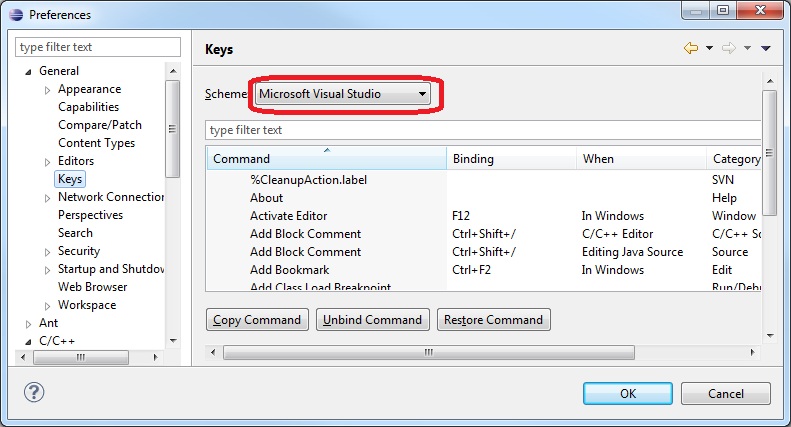 Preferences
type filter text
General
Appearance
Capabilities
Compare/Patch
Content Types
Editors
Keys
Network Connection
Perspectives
Search
Security
Startup and Shutdow
Web Browser
Workspace
Ant
C/C++
Keys
Scheme: Microsoft Visual Studio
type filter text
Command Binding When Category
%CleanupAction.label SVN
About Help
Activate Editor F12 In Windows Window
Add Block Comment Ctrl+Shift+/ C/C++ Editor C/C++ So
Add Block Comment Ctrl+Shift+/ Editing Java Source Source
Add Bookmark Ctrl+F2 In Windows Edit
Add Class Load Breakpoint Run/Debu
Copy Command Unbind Command Restore Command
? OK Cancel